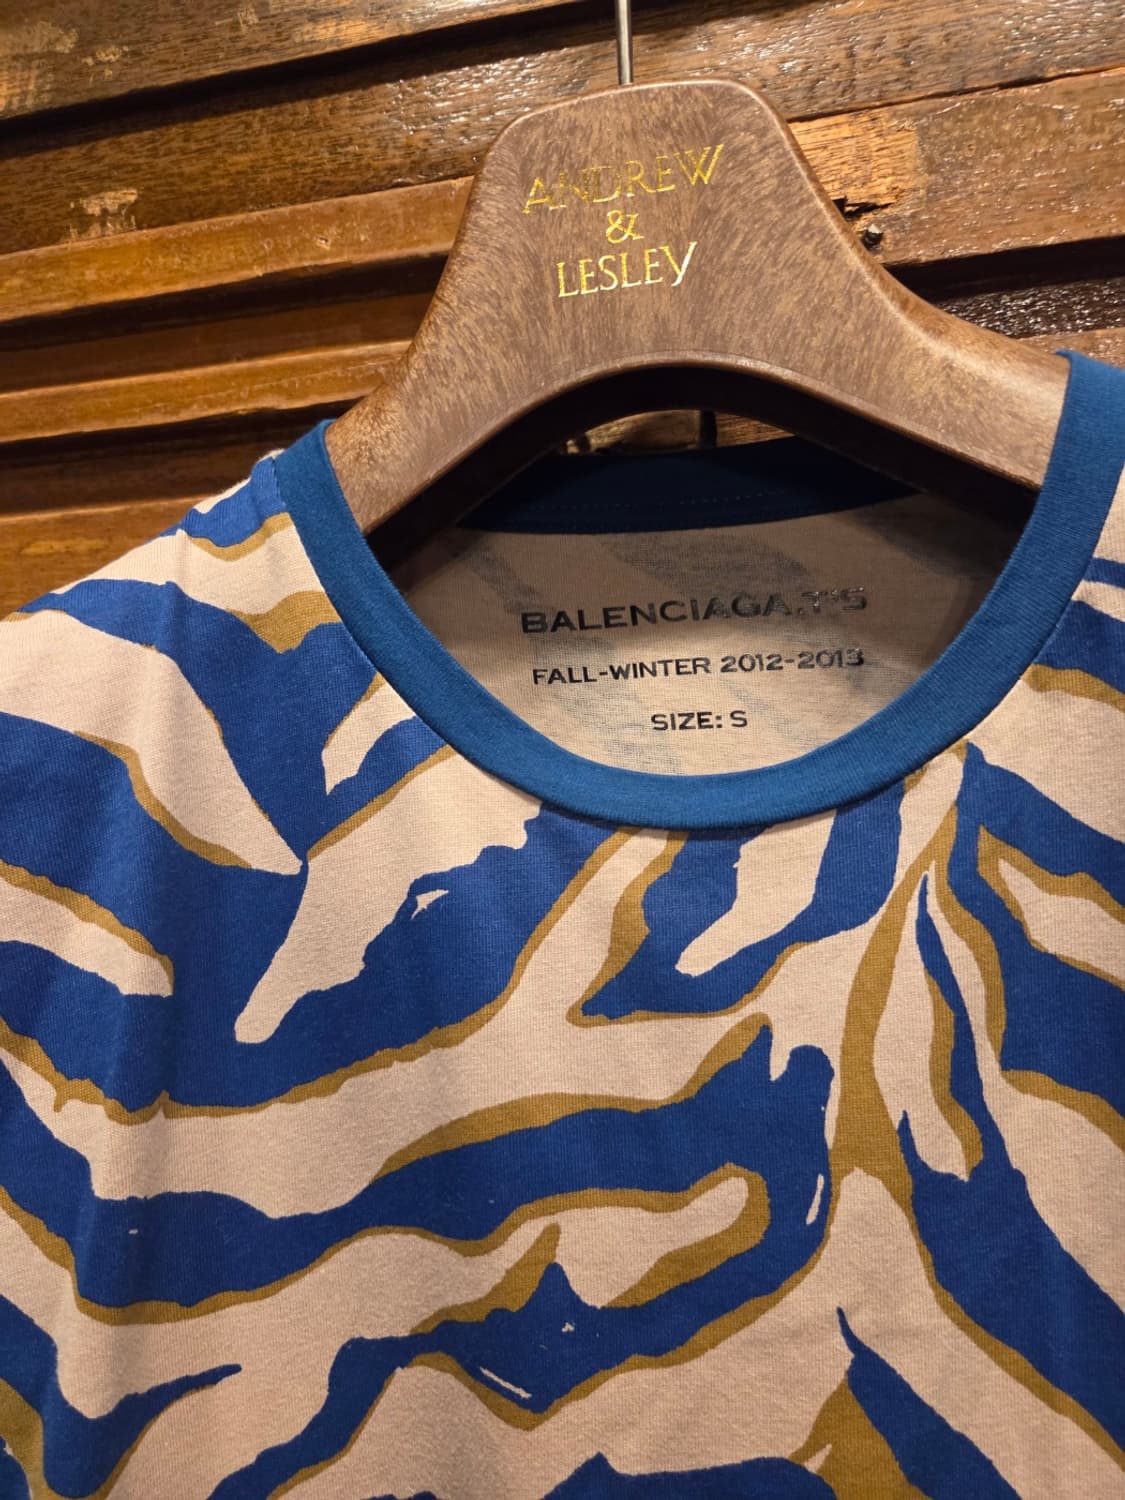 ANDREW
&
LESLEY
BALENCIAGA.T'S
FALL-WINTER 2012-2013
SIZE: S